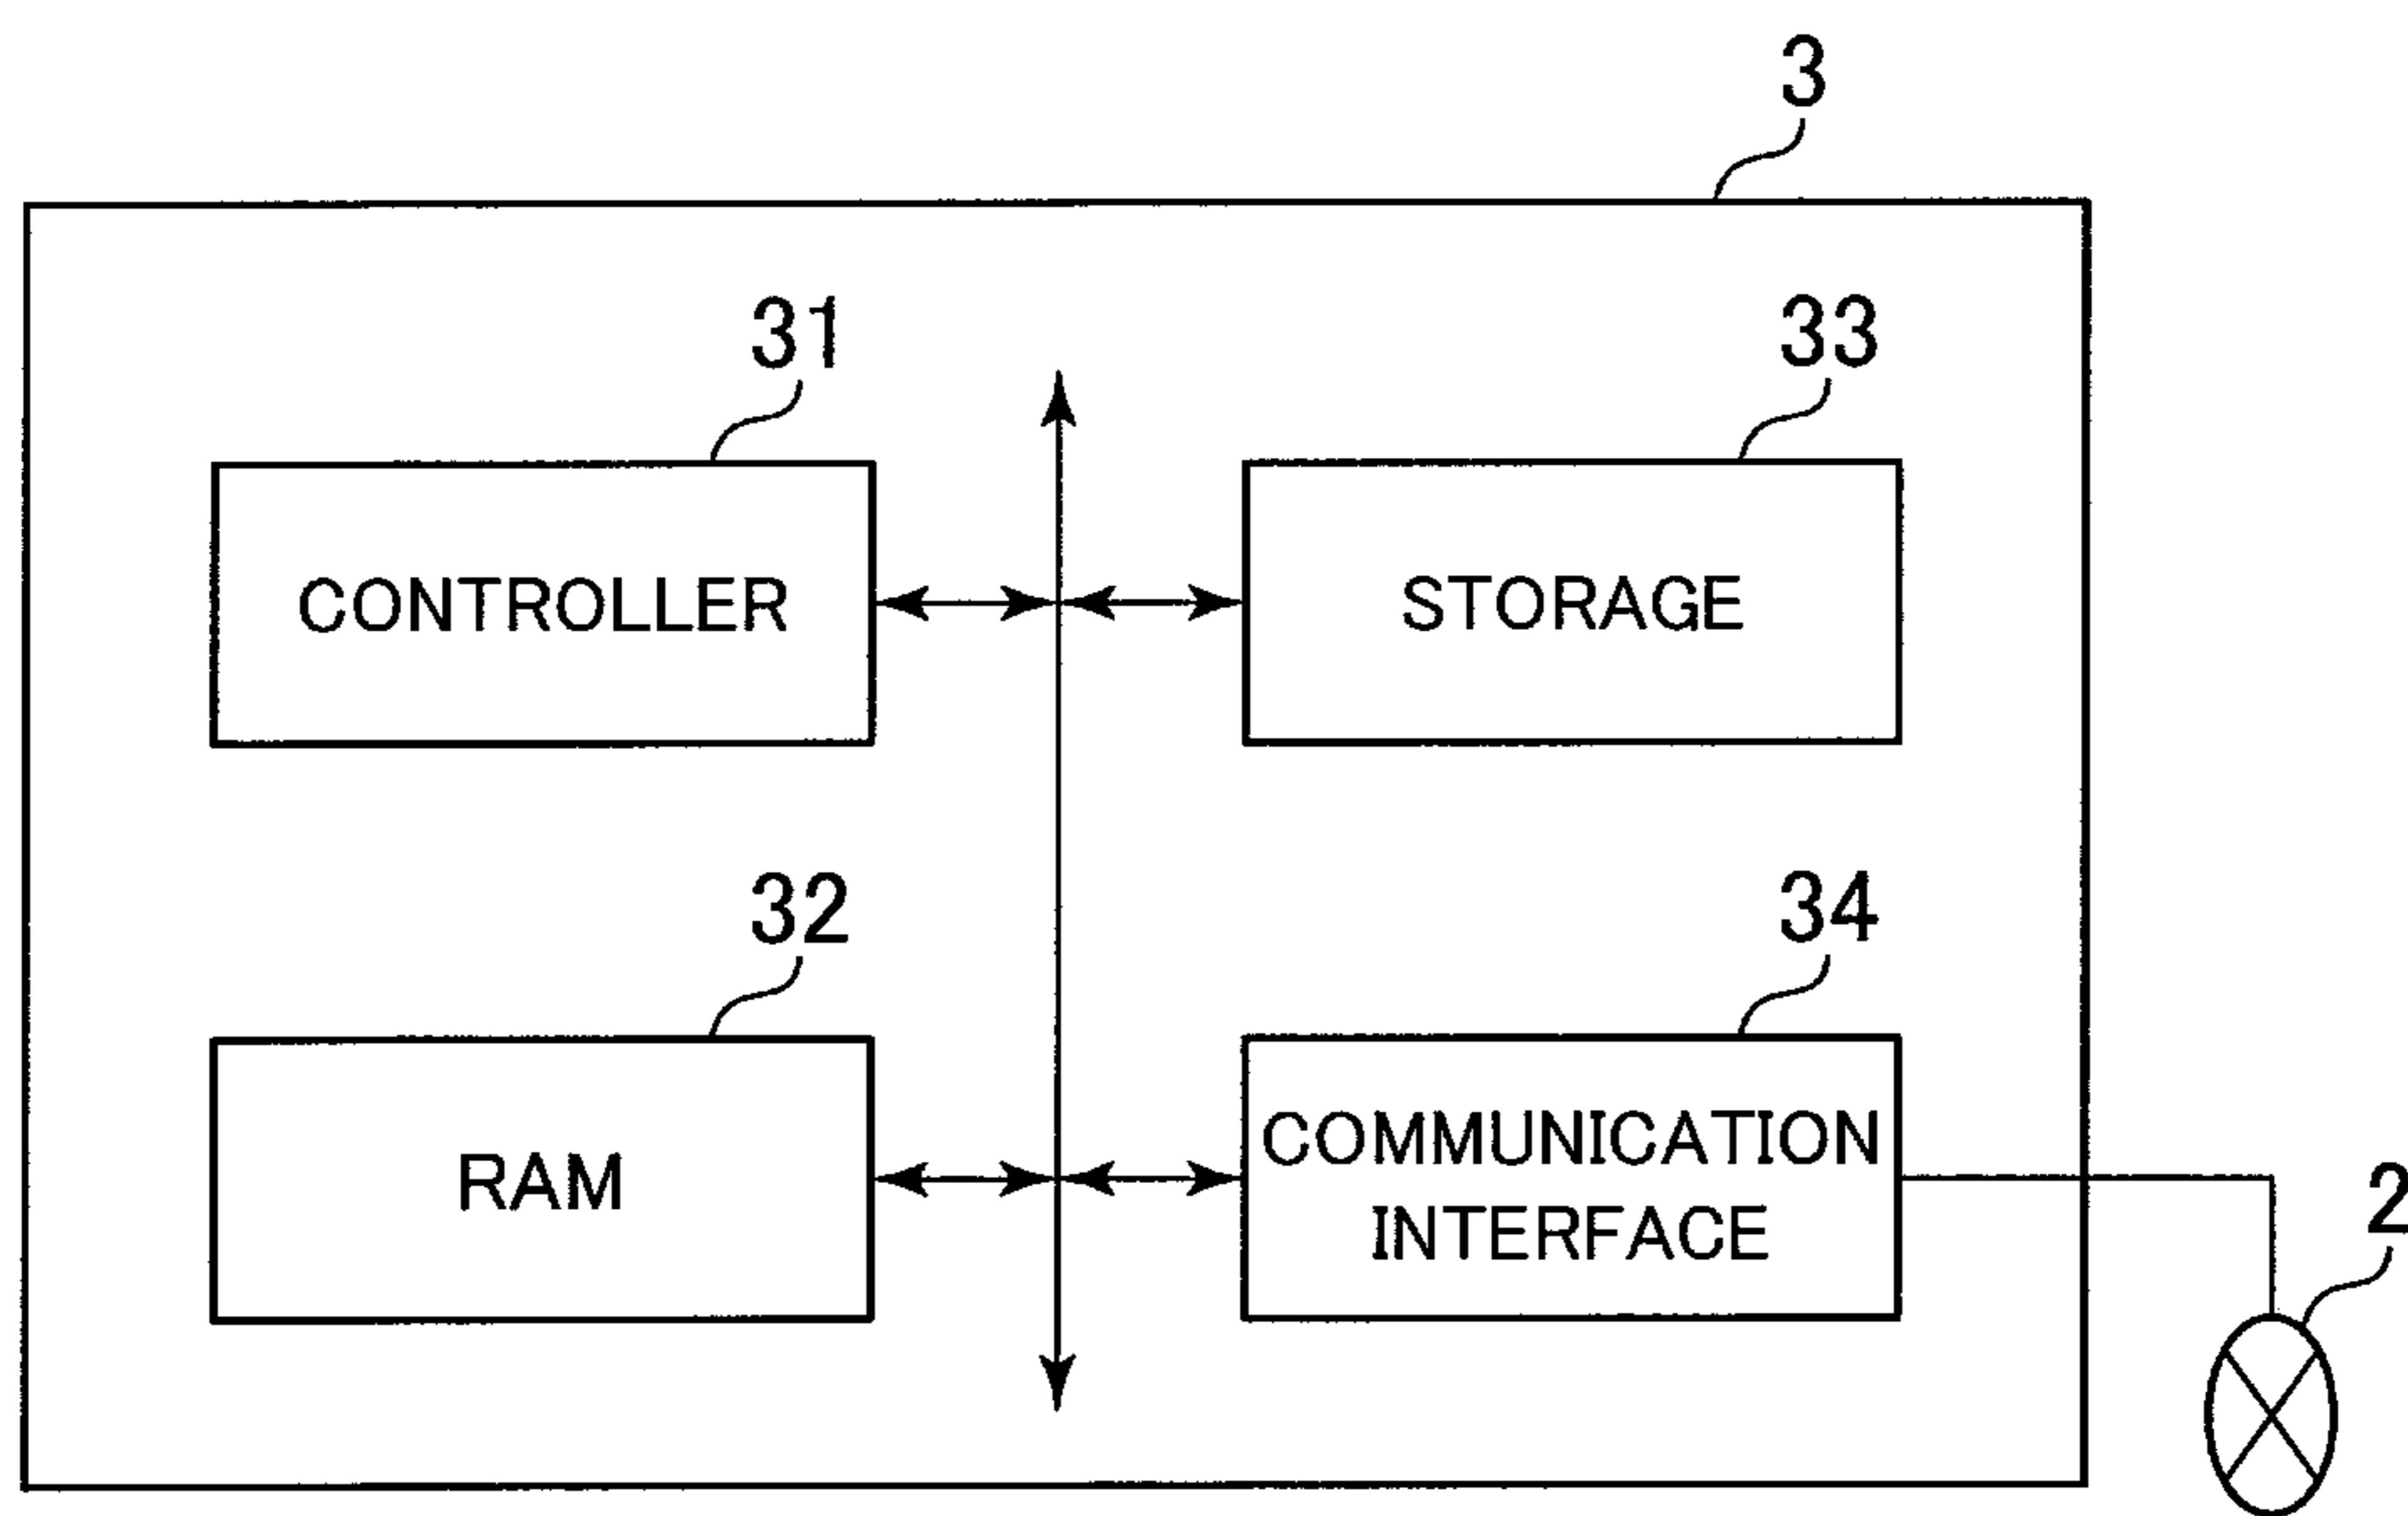 3
31
33
CONTROLLER
STORAGE
32
34
RAM
COMMUNICATION
INTERFACE
2